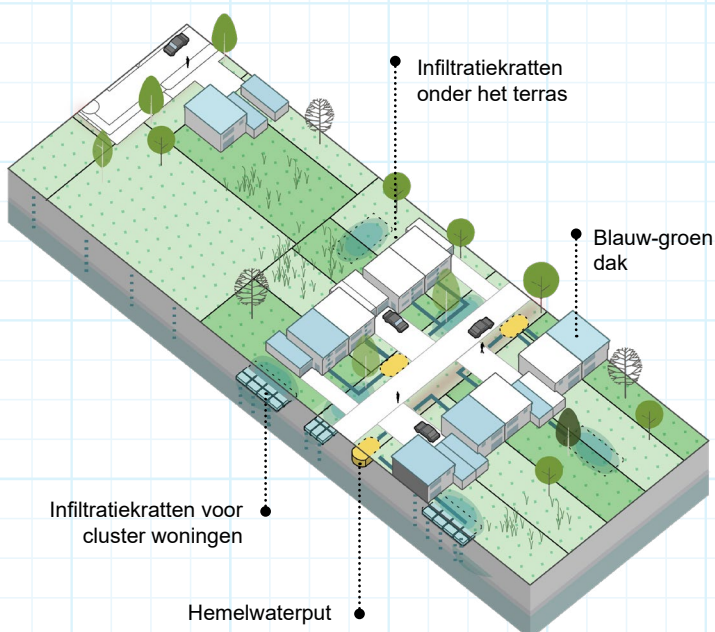 Infiltratiekratten
onder het terras
Blauw-groen
dak
Infiltratiekratten voor
cluster woningen
Hemelwaterput